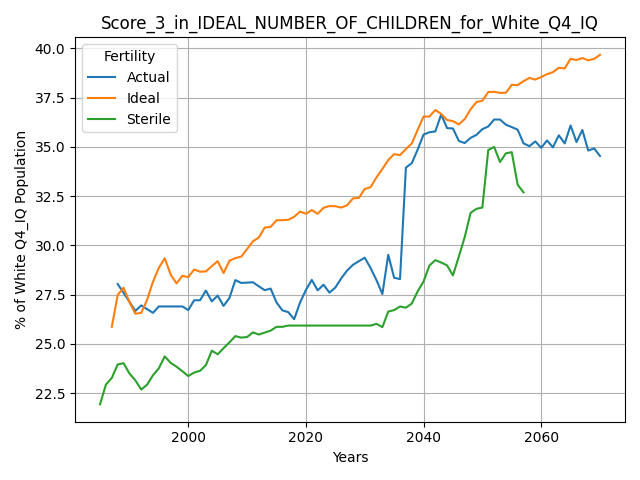 Score_3_in_IDEAL_NUMBER_OF_CHILDREN_for_White_Q4_IQ
% of White Q4_IQ Population
40.0
37.5
35.0
32.5
30.0
27.5
25.0
22.5
Fertility
Actual
Ideal
Sterile
2000
2020
2040
2060
Years